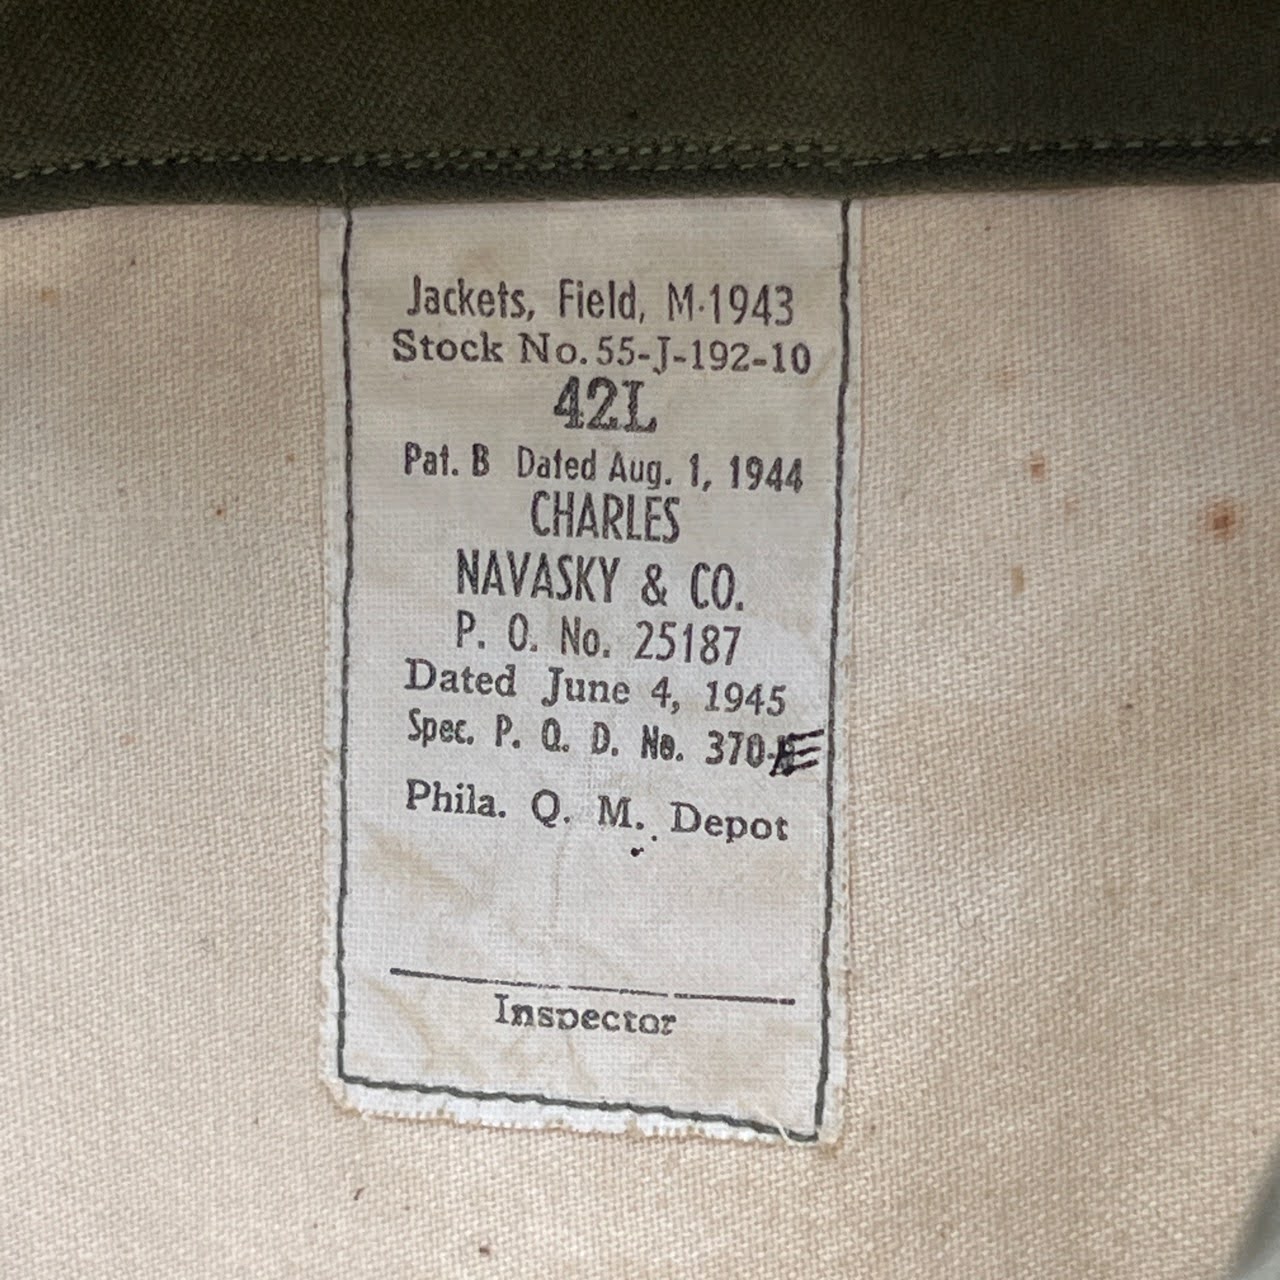 Jackets, Field, M-1943
Stock No. 55-J-192-10
42L
Pat. B Dated Aug. 1, 1944
CHARLES
NAVASKY & CO.
P. O. No. 25187
Dated June 4, 1945
Spec. P. Q. D. No. 370-E
Phila. Q. M. Depot
Inspector